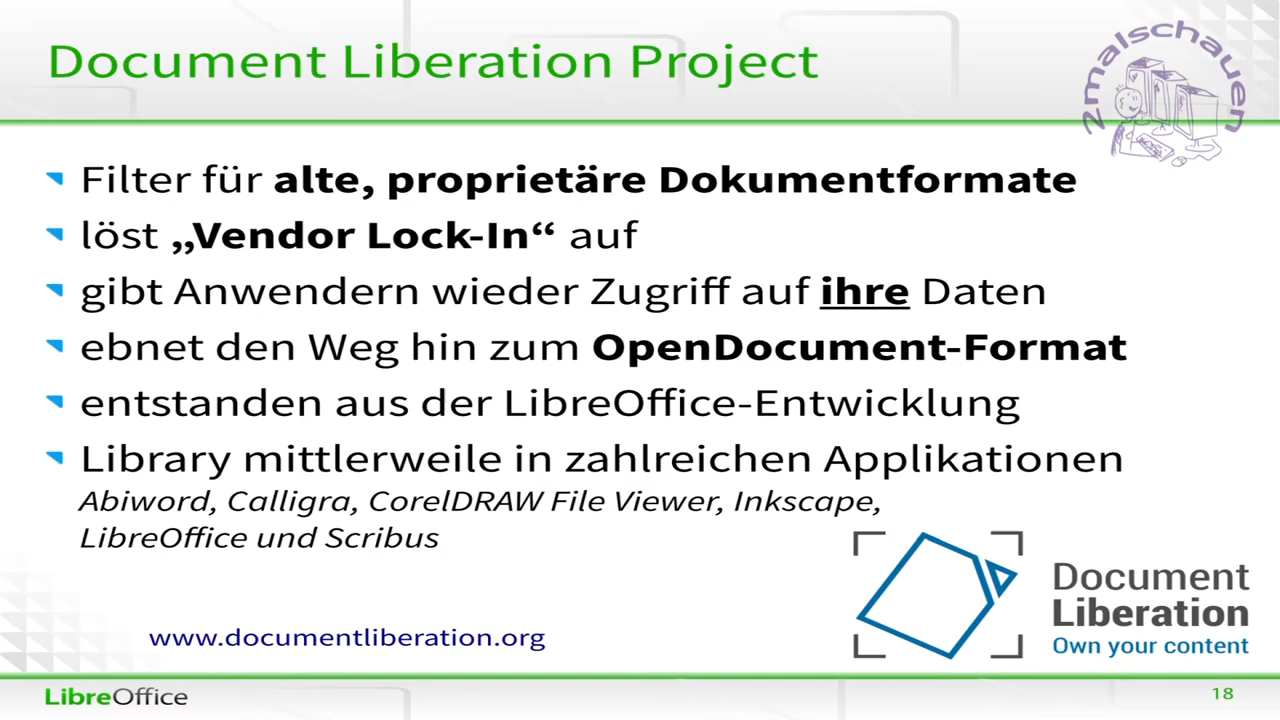 Document Liberation Project
2malschauen
Filter für alte, proprietäre Dokumentformate
löst „Vendor Lock-In“ auf
gibt Anwendern wieder Zugriff auf ihre Daten
ebnet den Weg hin zum OpenDocument-Format
entstanden aus der LibreOffice-Entwicklung
Library mittlerweile in zahlreichen Applikationen
Abiword, Calligra, CorelDRAW File Viewer, Inkscape,
LibreOffice und Scribus
Document
Liberation
Own your content
www.documentliberation.org
LibreOffice
18